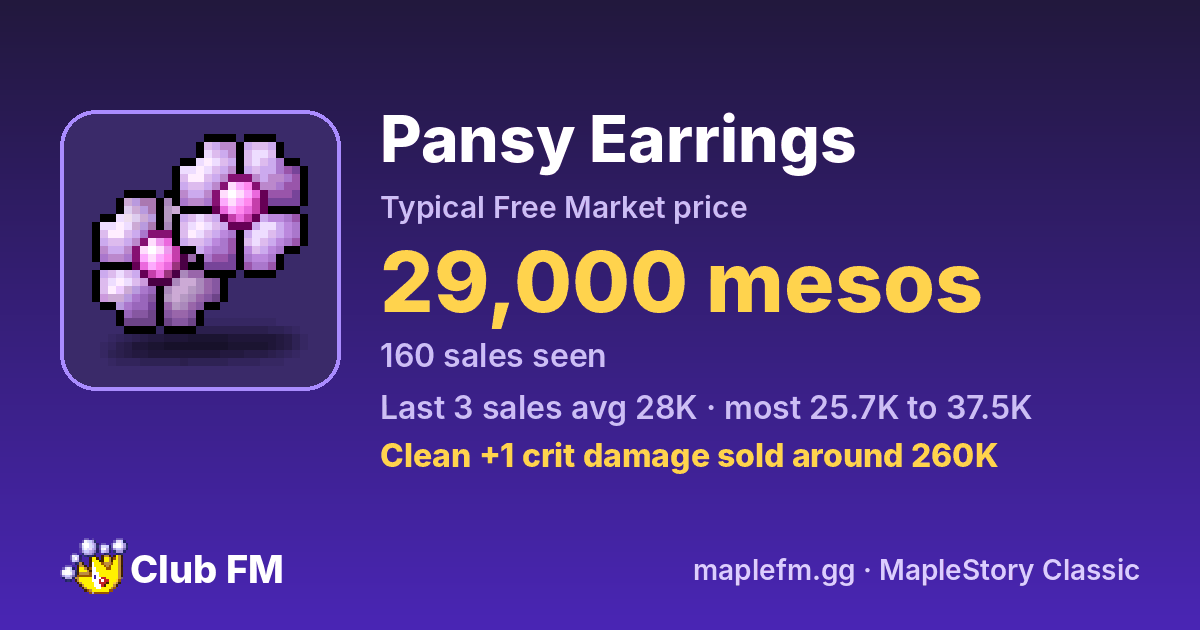 Pansy Earrings
Typical Free Market price
29,000 mesos
160 sales seen
Last 3 sales avg 28K · most 25.7K to 37.5K
Clean +1 crit damage sold around 260K
Club FM
maplefm.gg · MapleStory Classic